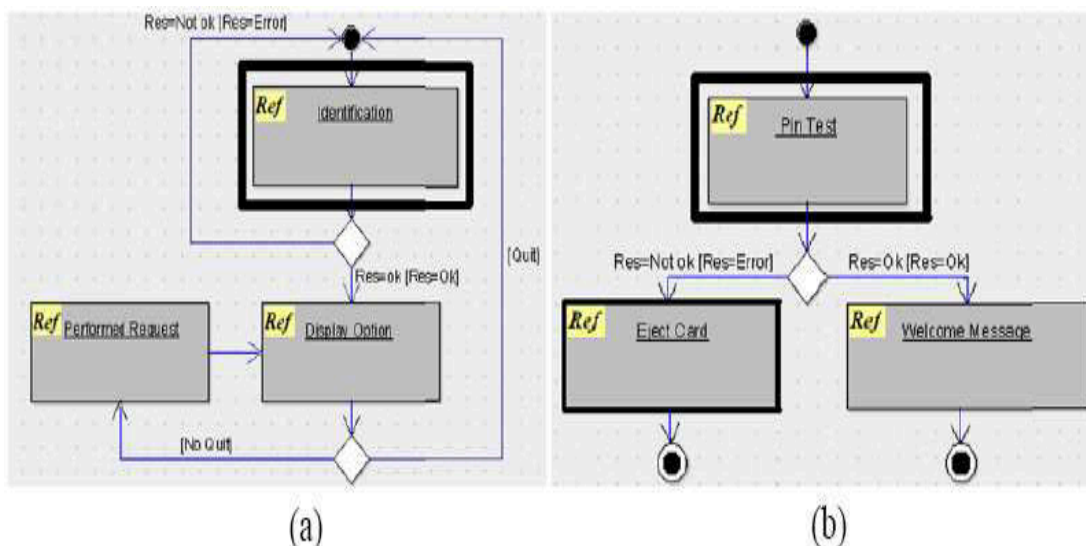 Res=Not ok [Res=Error]
Ref
Identification
[Quit]
Res=ok [Res=Ok]
Ref
Performer Request
Ref
Display Option
[No Quit]
(a)
Ref
Pin Test
Res=Not ok [Res=Error]
Res=Ok [Res=Ok]
Ref
Eject Card
Ref
Welcome Message
(b)